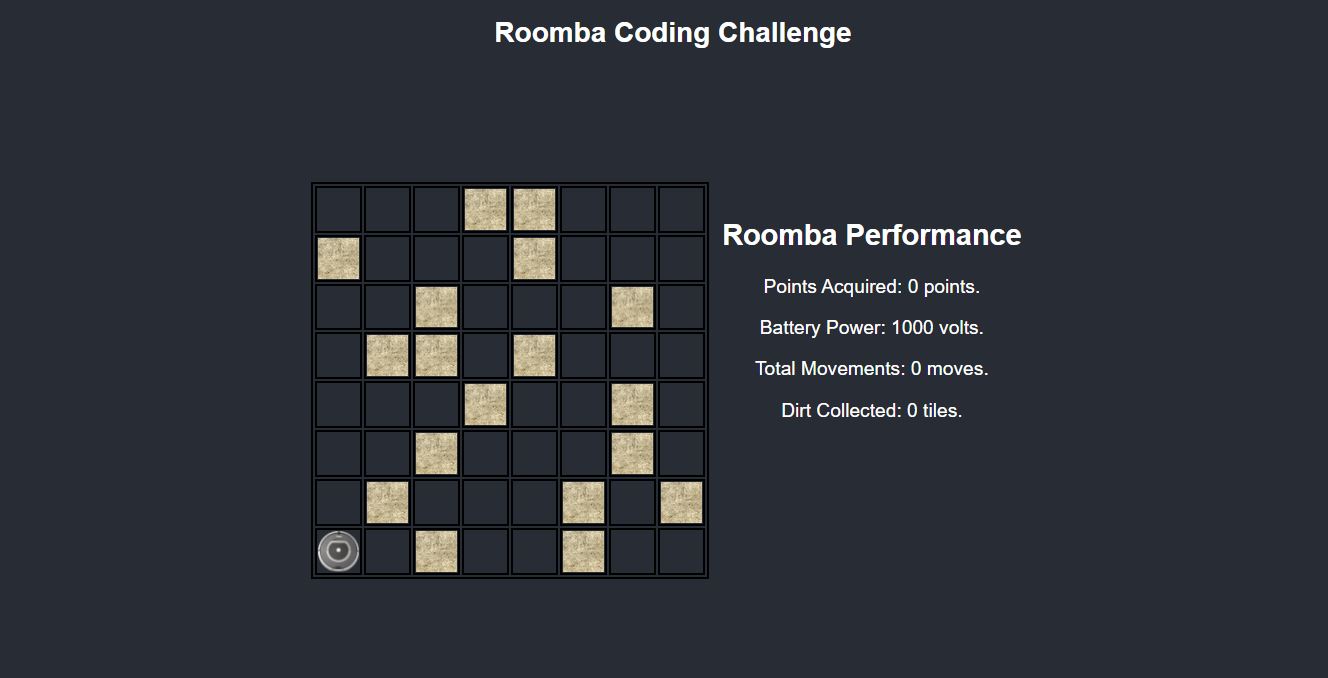 Roomba Coding Challenge
Roomba Performance
Points Acquired: 0 points.
Battery Power: 1000 volts.
Total Movements: 0 moves.
Dirt Collected: 0 tiles.